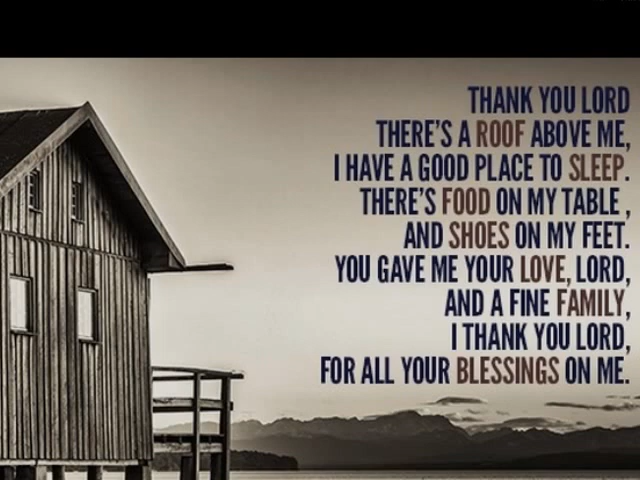 THANK YOU LORD
THERE'S A ROOF ABOVE ME,
I HAVE A GOOD PLACE TO SLEEP.
THERE'S FOOD ON MY TABLE ,
AND SHOES ON MY FEET.
YOU GAVE ME YOUR LOVE, LORD,
AND A FINE FAMILY,
I THANK YOU LORD,
FOR ALL YOUR BLESSINGS ON ME.